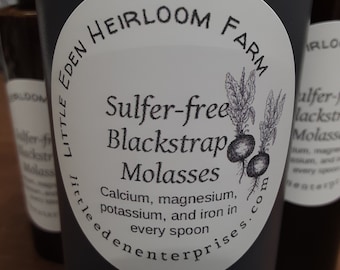 Little Eden Heirloom Farm
Sulfer-free
Blackstrap
Molasses
Calcium, magnesium,
potassium, and iron in
every spoon
littleedenenterprises.com